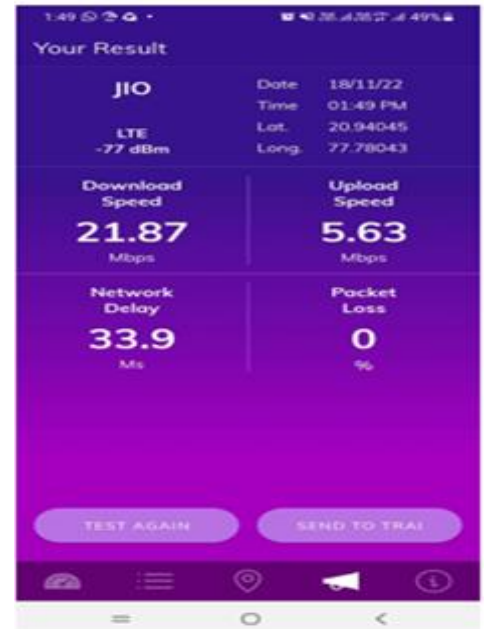 1:49
49%
Your Result
JIO
LTE
-77 dBm
Date 18/11/22
Time 01:49 PM
Lat. 20.94045
Long. 77.78043
Download
Speed
21.87
Mbps
Upload
Speed
5.63
Mbps
Network
Delay
33.9
Ms
Packet
Loss
0
%
TEST AGAIN
SEND TO TRAI